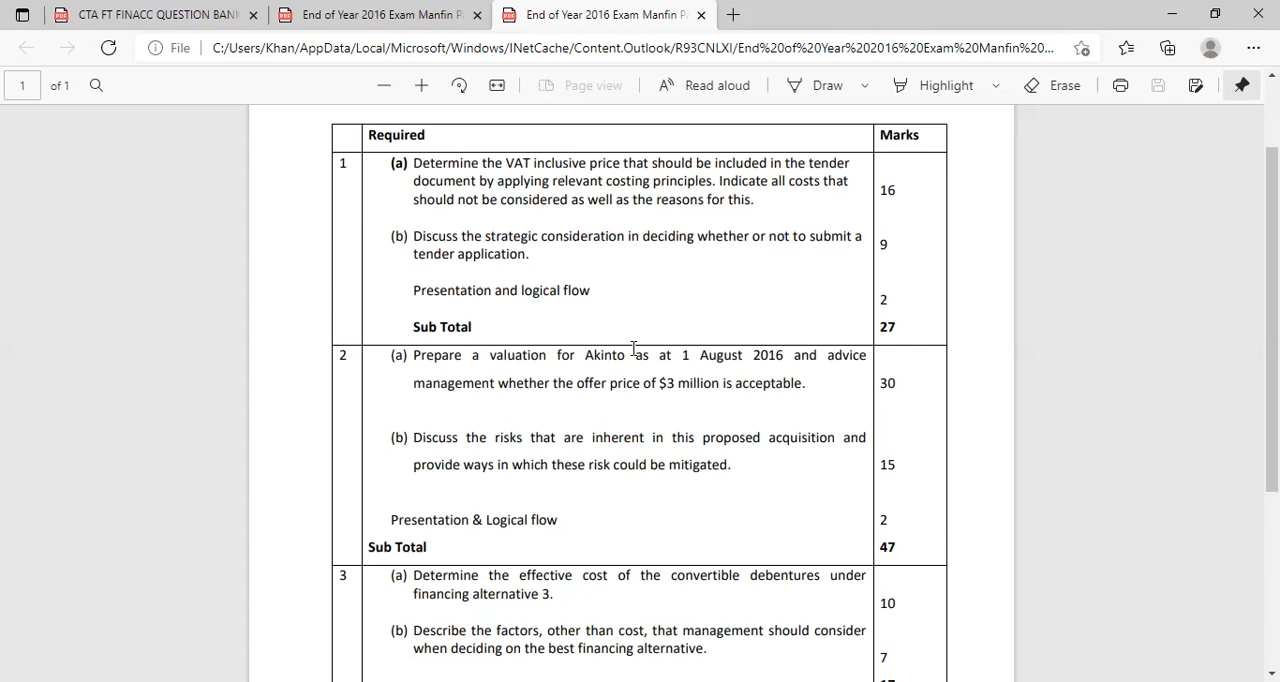 CTA FT FINACC QUESTION BANK
End of Year 2016 Exam Manfin P
End of Year 2016 Exam Manfin P
File
C:/Users/Khan/AppData/Local/Microsoft/Windows/INetCache/Content.Outlook/R93CNLXI/End%20of%20Year%202016%20Exam%20Manfin%20...
1 of 1
Page view
Read aloud
Draw
Highlight
Erase
Required Marks
1 (a) Determine the VAT inclusive price that should be included in the tender
document by applying relevant costing principles. Indicate all costs that
16
should not be considered as well as the reasons for this.
(b) Discuss the strategic consideration in deciding whether or not to submit a
9
tender application.
Presentation and logical flow
2
Sub Total 27
2 (a) Prepare a valuation for Akinto as at 1 August 2016 and advice
management whether the offer price of $3 million is acceptable. 30
(b) Discuss the risks that are inherent in this proposed acquisition and
provide ways in which these risk could be mitigated. 15
Presentation & Logical flow 2
Sub Total 47
3 (a) Determine the effective cost of the convertible debentures under
financing alternative 3.
10
(b) Describe the factors, other than cost, that management should consider
when deciding on the best financing alternative.
7